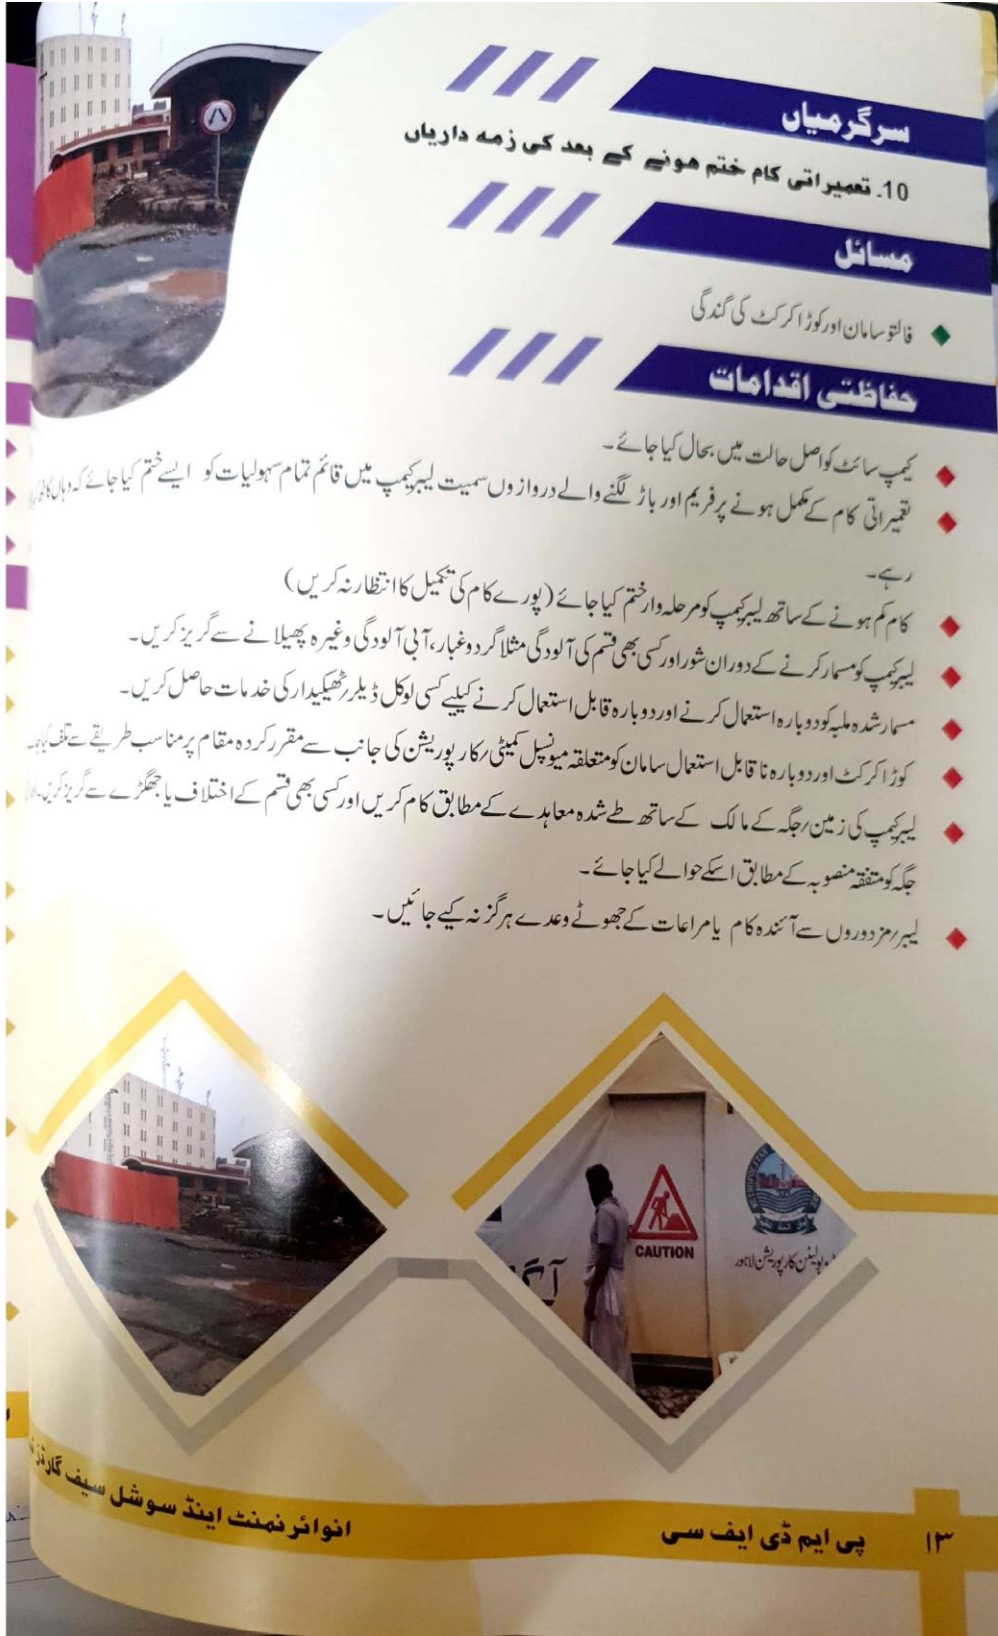 سرگرمیاں
10. تعمیراتی کام ختم ہونے کے بعد کی زمہ داریاں
مسائل
فالتو سامان اور کوڑا کرکٹ کی گندگی
حفاظتی اقدامات
کیمپ سائٹ کو اصل حالت میں بحال کیا جائے۔
تعمیراتی کام کے مکمل ہونے پر فریم اور باڑ لگنے والے دروازوں سمیت لیبر کیمپ میں قائم تمام سہولیات کو ایسے ختم کیا جائے کہ وہاں کا
رہے۔
کام کم ہونے کے ساتھ لیبر کیمپ کو مرحلہ وار ختم کیا جائے (پورے کام کی تکمیل کا انتظار نہ کریں)
لیبر کیمپ کو مسمار کرنے کے دوران شور اور کسی بھی قسم کی آلودگی مثلا گرد و غبار، آبی آلودگی وغیرہ پھیلانے سے گریز کریں۔
مسمار شدہ ملبہ کو دوبارہ استعمال کرنے اور دوبارہ قابل استعمال کرنے کیلیے کسی لوکل ڈیلر/ٹھیکیدار کی خدمات حاصل کریں۔
کوڑا کرکٹ اور دوبارہ نا قابل استعمال سامان کو متعلقہ میونسپل کمیٹی/کارپوریشن کی جانب سے مقرر کردہ مقام پر مناسب طریقے سے تلف کیا
لیبر کیمپ کی زمین/جگہ کے مالک کے ساتھ طے شدہ معاہدے کے مطابق کام کریں اور کسی بھی قسم کے اختلاف یا جھگڑے سے گریز کریں۔
جگہ کو متفقہ منصوبہ کے مطابق اسکے حوالے کیا جائے۔
لیبر/مزدوروں سے آئندہ کام یا مراعات کے جھوٹے وعدے ہرگز نہ کیے جائیں۔
CAUTION
کارپوریشن لاہور
۱۳
پی ایم ڈی ایف سی
انوائرنمنٹ اینڈ سوشل سیف گارڈز